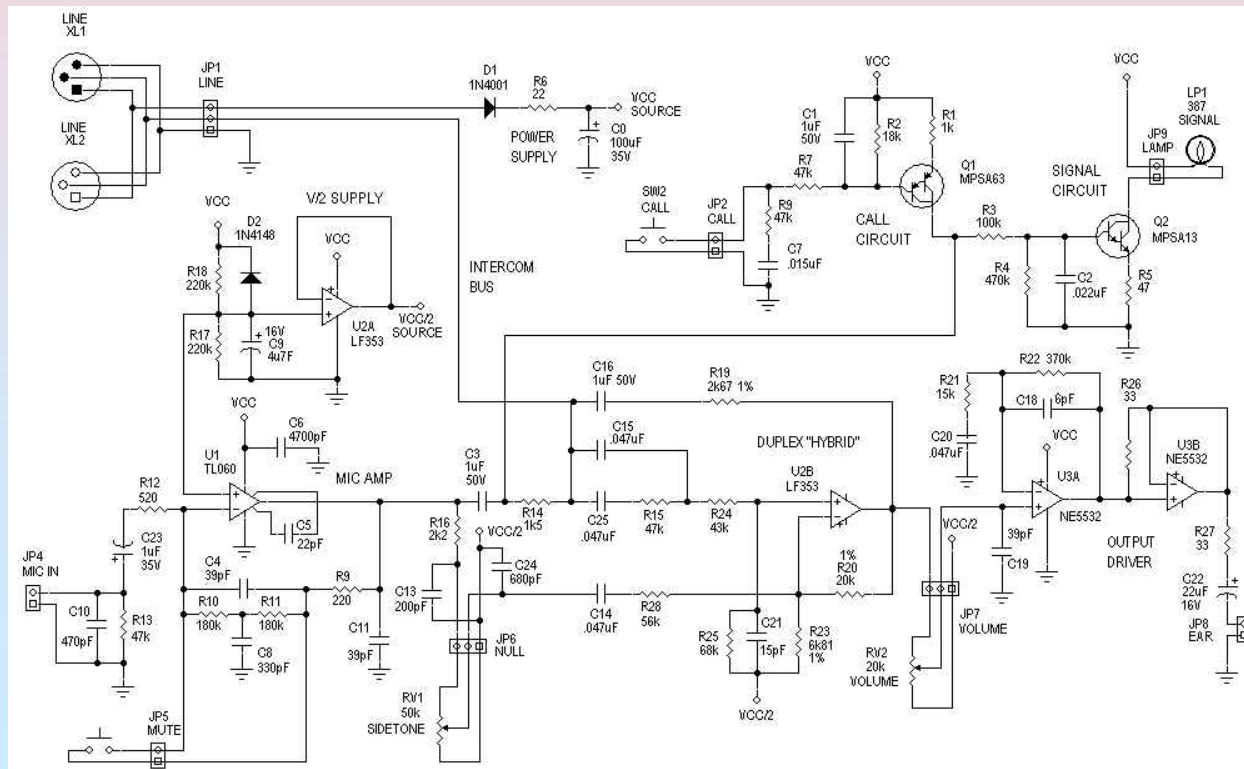 LINE
XL1
LINE
XL2
JP1
LINE
D1
1N4001
R6
22
VCC
SOURCE
POWER
SUPPLY
C0
100uF
35V
VCC
C1
1uF
50V
R2
18k
R1
1k
Q1
MPSA63
R7
47k
R9
47k
C7
.015uF
SW2
CALL
JP2
CALL
CALL
CIRCUIT
R3
100k
R4
470k
C2
.022uF
SIGNAL
CIRCUIT
VCC
LP1
387
SIGNAL
JP9
LAMP
Q2
MPSA13
R5
47
V/2 SUPPLY
VCC
D2
1N4148
VCC
R18
220k
R17
220k
16V
C9
4u7F
U2A
LF353
VCC/2
SOURCE
INTERCOM
BUS
VCC
C6
4700pF
U1
TL060
MIC AMP
R12
520
C5
22pF
C23
1uF
35V
JP4
MIC IN
C10
470pF
R13
47k
C4
39pF
R10
180k
R11
180k
C8
330pF
R9
220
C11
39pF
JP5
MUTE
C3
1uF
50V
R14
1k5
R16
2k2
VCC/2
C24
680pF
C13
200pF
JP6
NULL
RV1
50k
SIDETONE
C16
1uF 50V
R19
2k67 1%
C15
.047uF
C25
.047uF
R15
47k
R24
43k
C14
.047uF
R28
56k
DUPLEX "HYBRID"
U2B
LF353
1%
R20
20k
R25
68k
C21
15pF
R23
6k81
1%
VCC/2
VCC/2
JP7
VOLUME
RV2
20k
VOLUME
R22 370k
R21
15k
C18
6pF
C20
.047uF
VCC
U3A
NE5532
39pF
C19
OUTPUT
DRIVER
R26
33
U3B
NE5532
R27
33
C22
22uF
16V
JP8
EAR